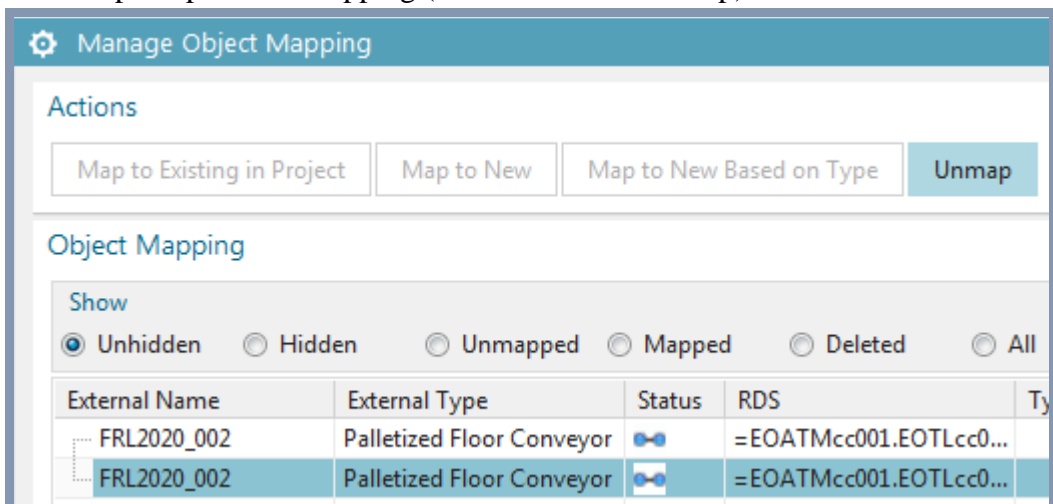 Manage Object Mapping
Actions
Map to Existing in Project Map to New Map to New Based on Type Unmap
Object Mapping
Show
Unhidden Hidden Unmapped Mapped Deleted All
External Name External Type Status RDS Ty
FRL2020_002 Palletized Floor Conveyor =EOATMcc001.EOTLcc0...
FRL2020_002 Palletized Floor Conveyor =EOATMcc001.EOTLcc0...